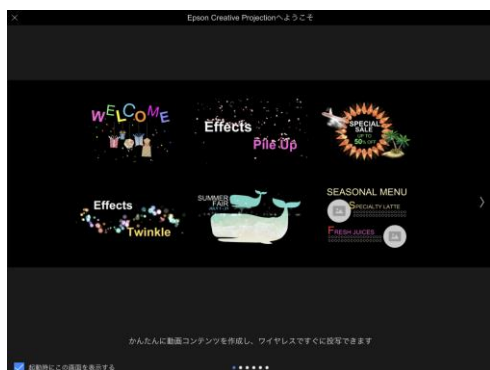 Epson Creative Projectionへようこそ
WELCOME
Effects
Pile Up
SPECIAL
SALE
UP TO
50% OFF
Effects
Twinkle
SUMMER
FAIR
SEASONAL MENU
SPECIALTY LATTE
FRESH JUICES
かんたんに動画コンテンツを作成し、ワイヤレスですぐに投写できます
起動時にこの画面を表示する